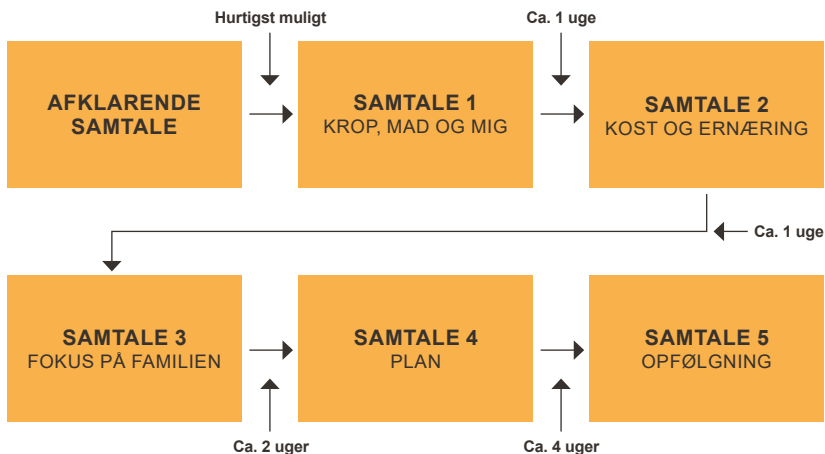 Hurtigst muligt
Ca. 1 uge
AFKLARENDE
SAMTALE
SAMTALE 1
KROP, MAD OG MIG
SAMTALE 2
KOST OG ERNÆRING
Ca. 1 uge
SAMTALE 3
FOKUS PÅ FAMILIEN
SAMTALE 4
PLAN
SAMTALE 5
OPFØLGNING
Ca. 2 uger
Ca. 4 uger